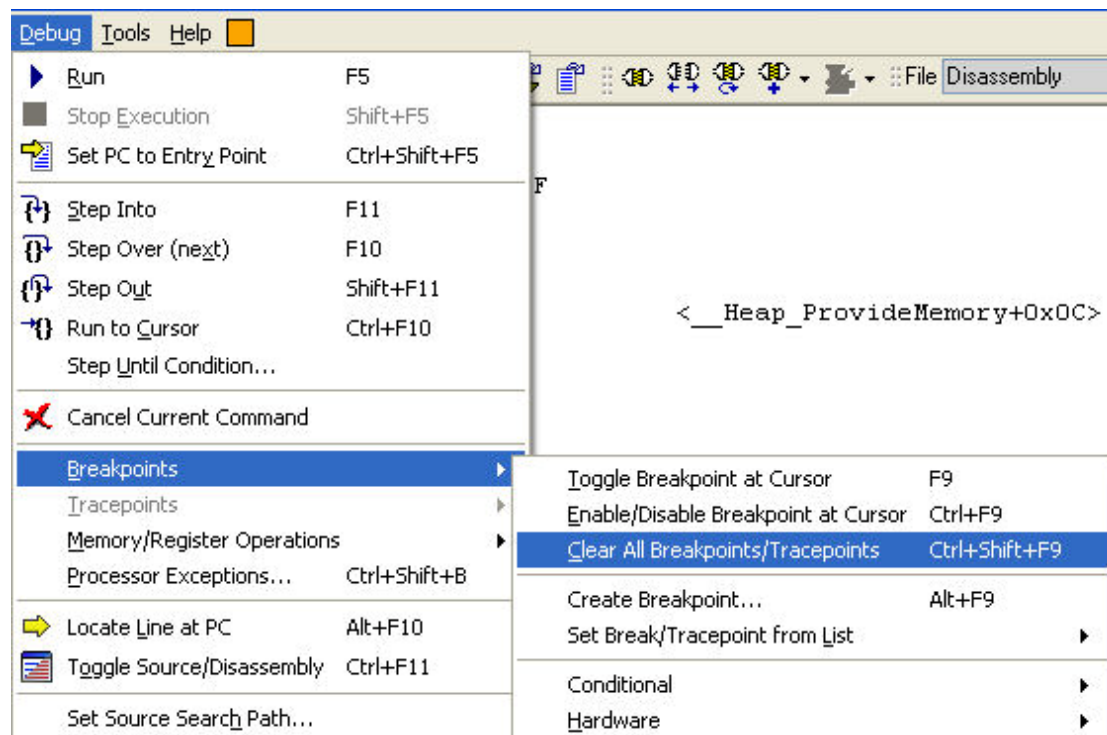 Debug Tools Help
File Disassembly
Run F5
Stop Execution Shift+F5
Set PC to Entry Point Ctrl+Shift+F5
F
Step Into F11
Step Over (next) F10
Step Out Shift+F11
<__Heap_ProvideMemory+0x0C>
Run to Cursor Ctrl+F10
Step Until Condition...
Cancel Current Command
Breakpoints
Tracepoints
Memory/Register Operations
Processor Exceptions... Ctrl+Shift+B
Locate Line at PC Alt+F10
Toggle Source/Disassembly Ctrl+F11
Set Source Search Path...
Toggle Breakpoint at Cursor F9
Enable/Disable Breakpoint at Cursor Ctrl+F9
Clear All Breakpoints/Tracepoints Ctrl+Shift+F9
Create Breakpoint... Alt+F9
Set Break/Tracepoint from List
Conditional
Hardware